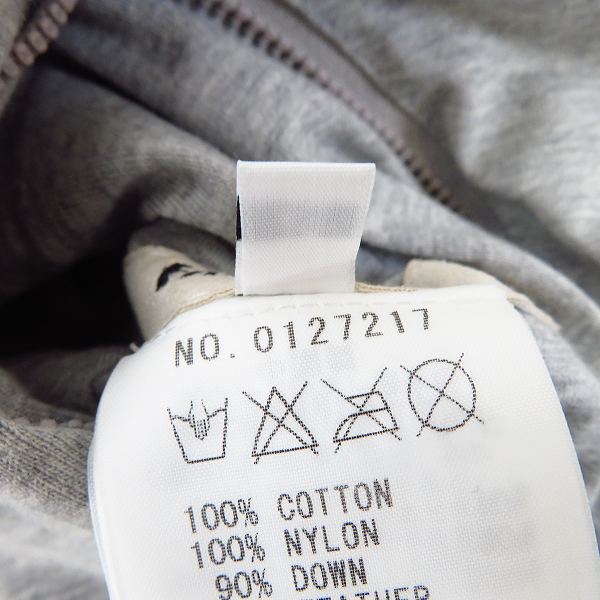 NO. 0127217
100% COTTON
100% NYLON
90% DOWN